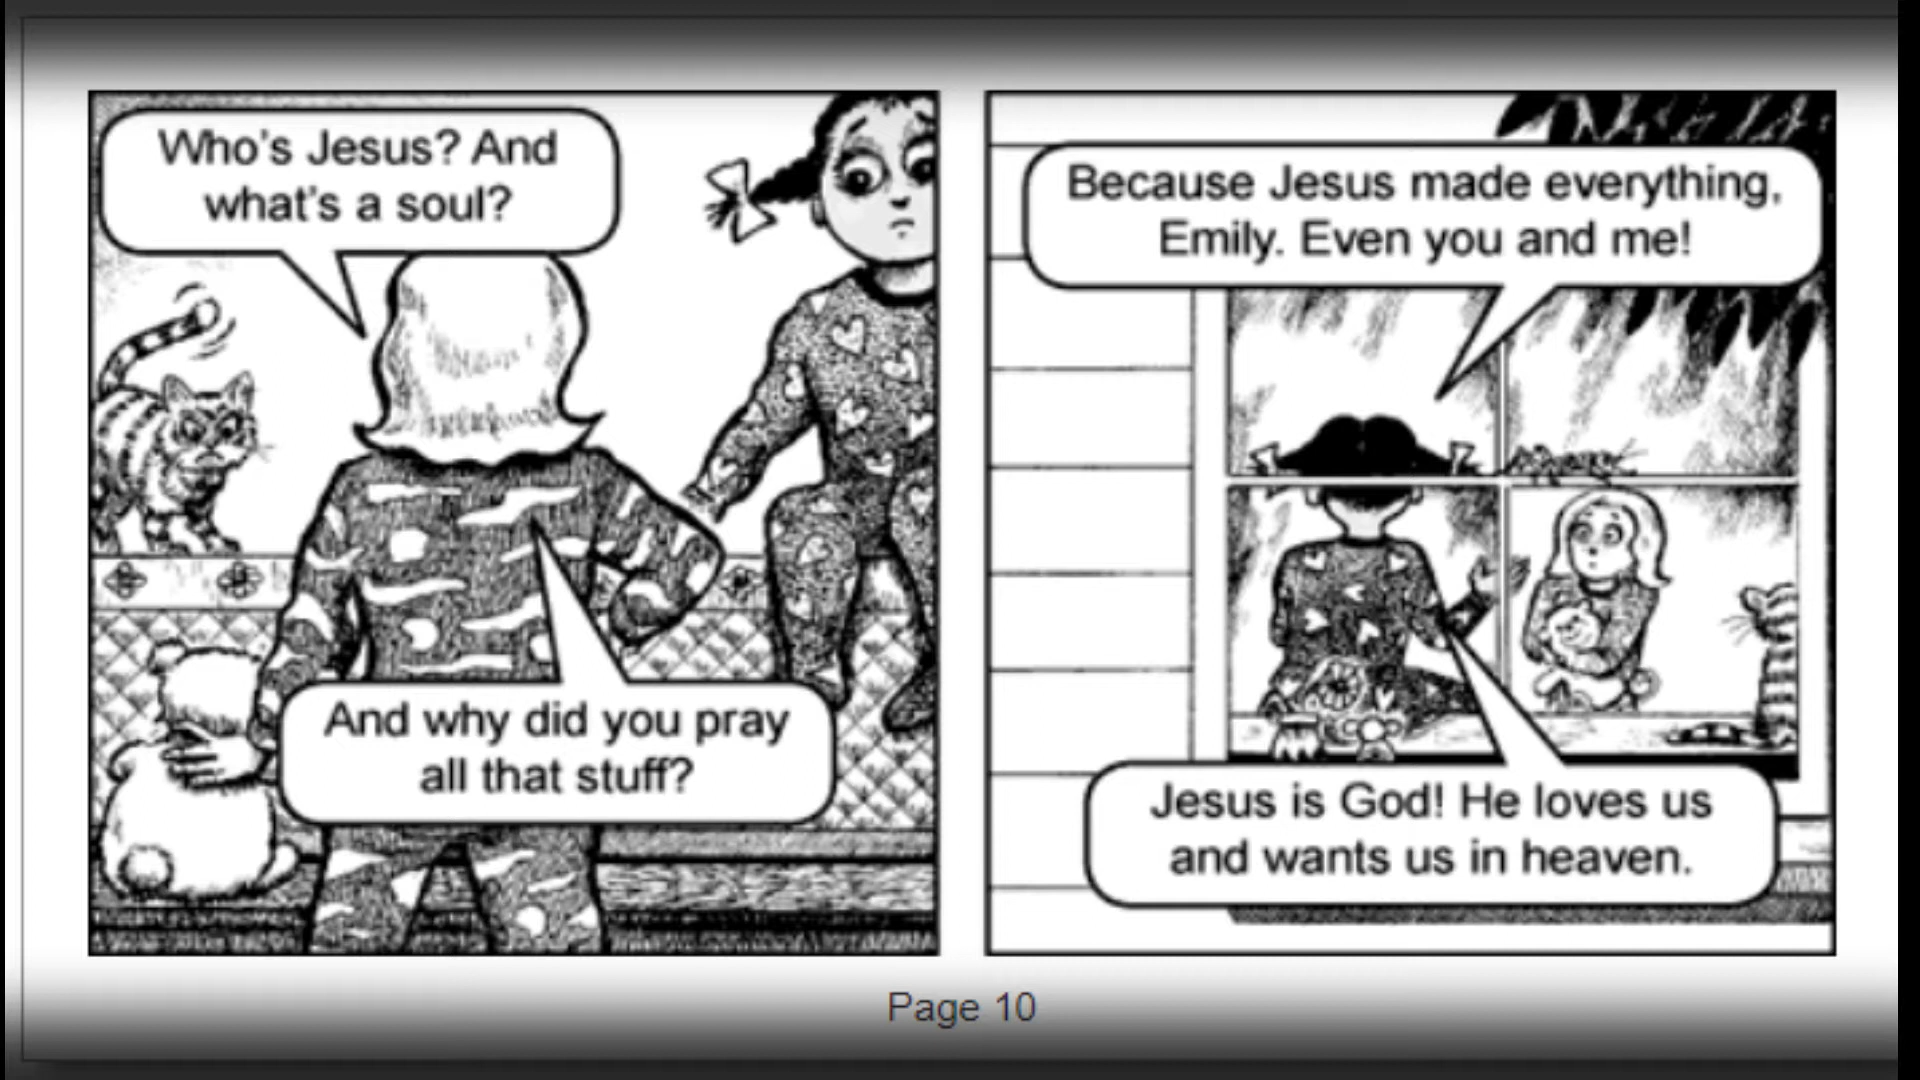 Who's Jesus? And
what's a soul?
And why did you pray
all that stuff?
Because Jesus made everything,
Emily. Even you and me!
Jesus is God! He loves us
and wants us in heaven.
Page 10